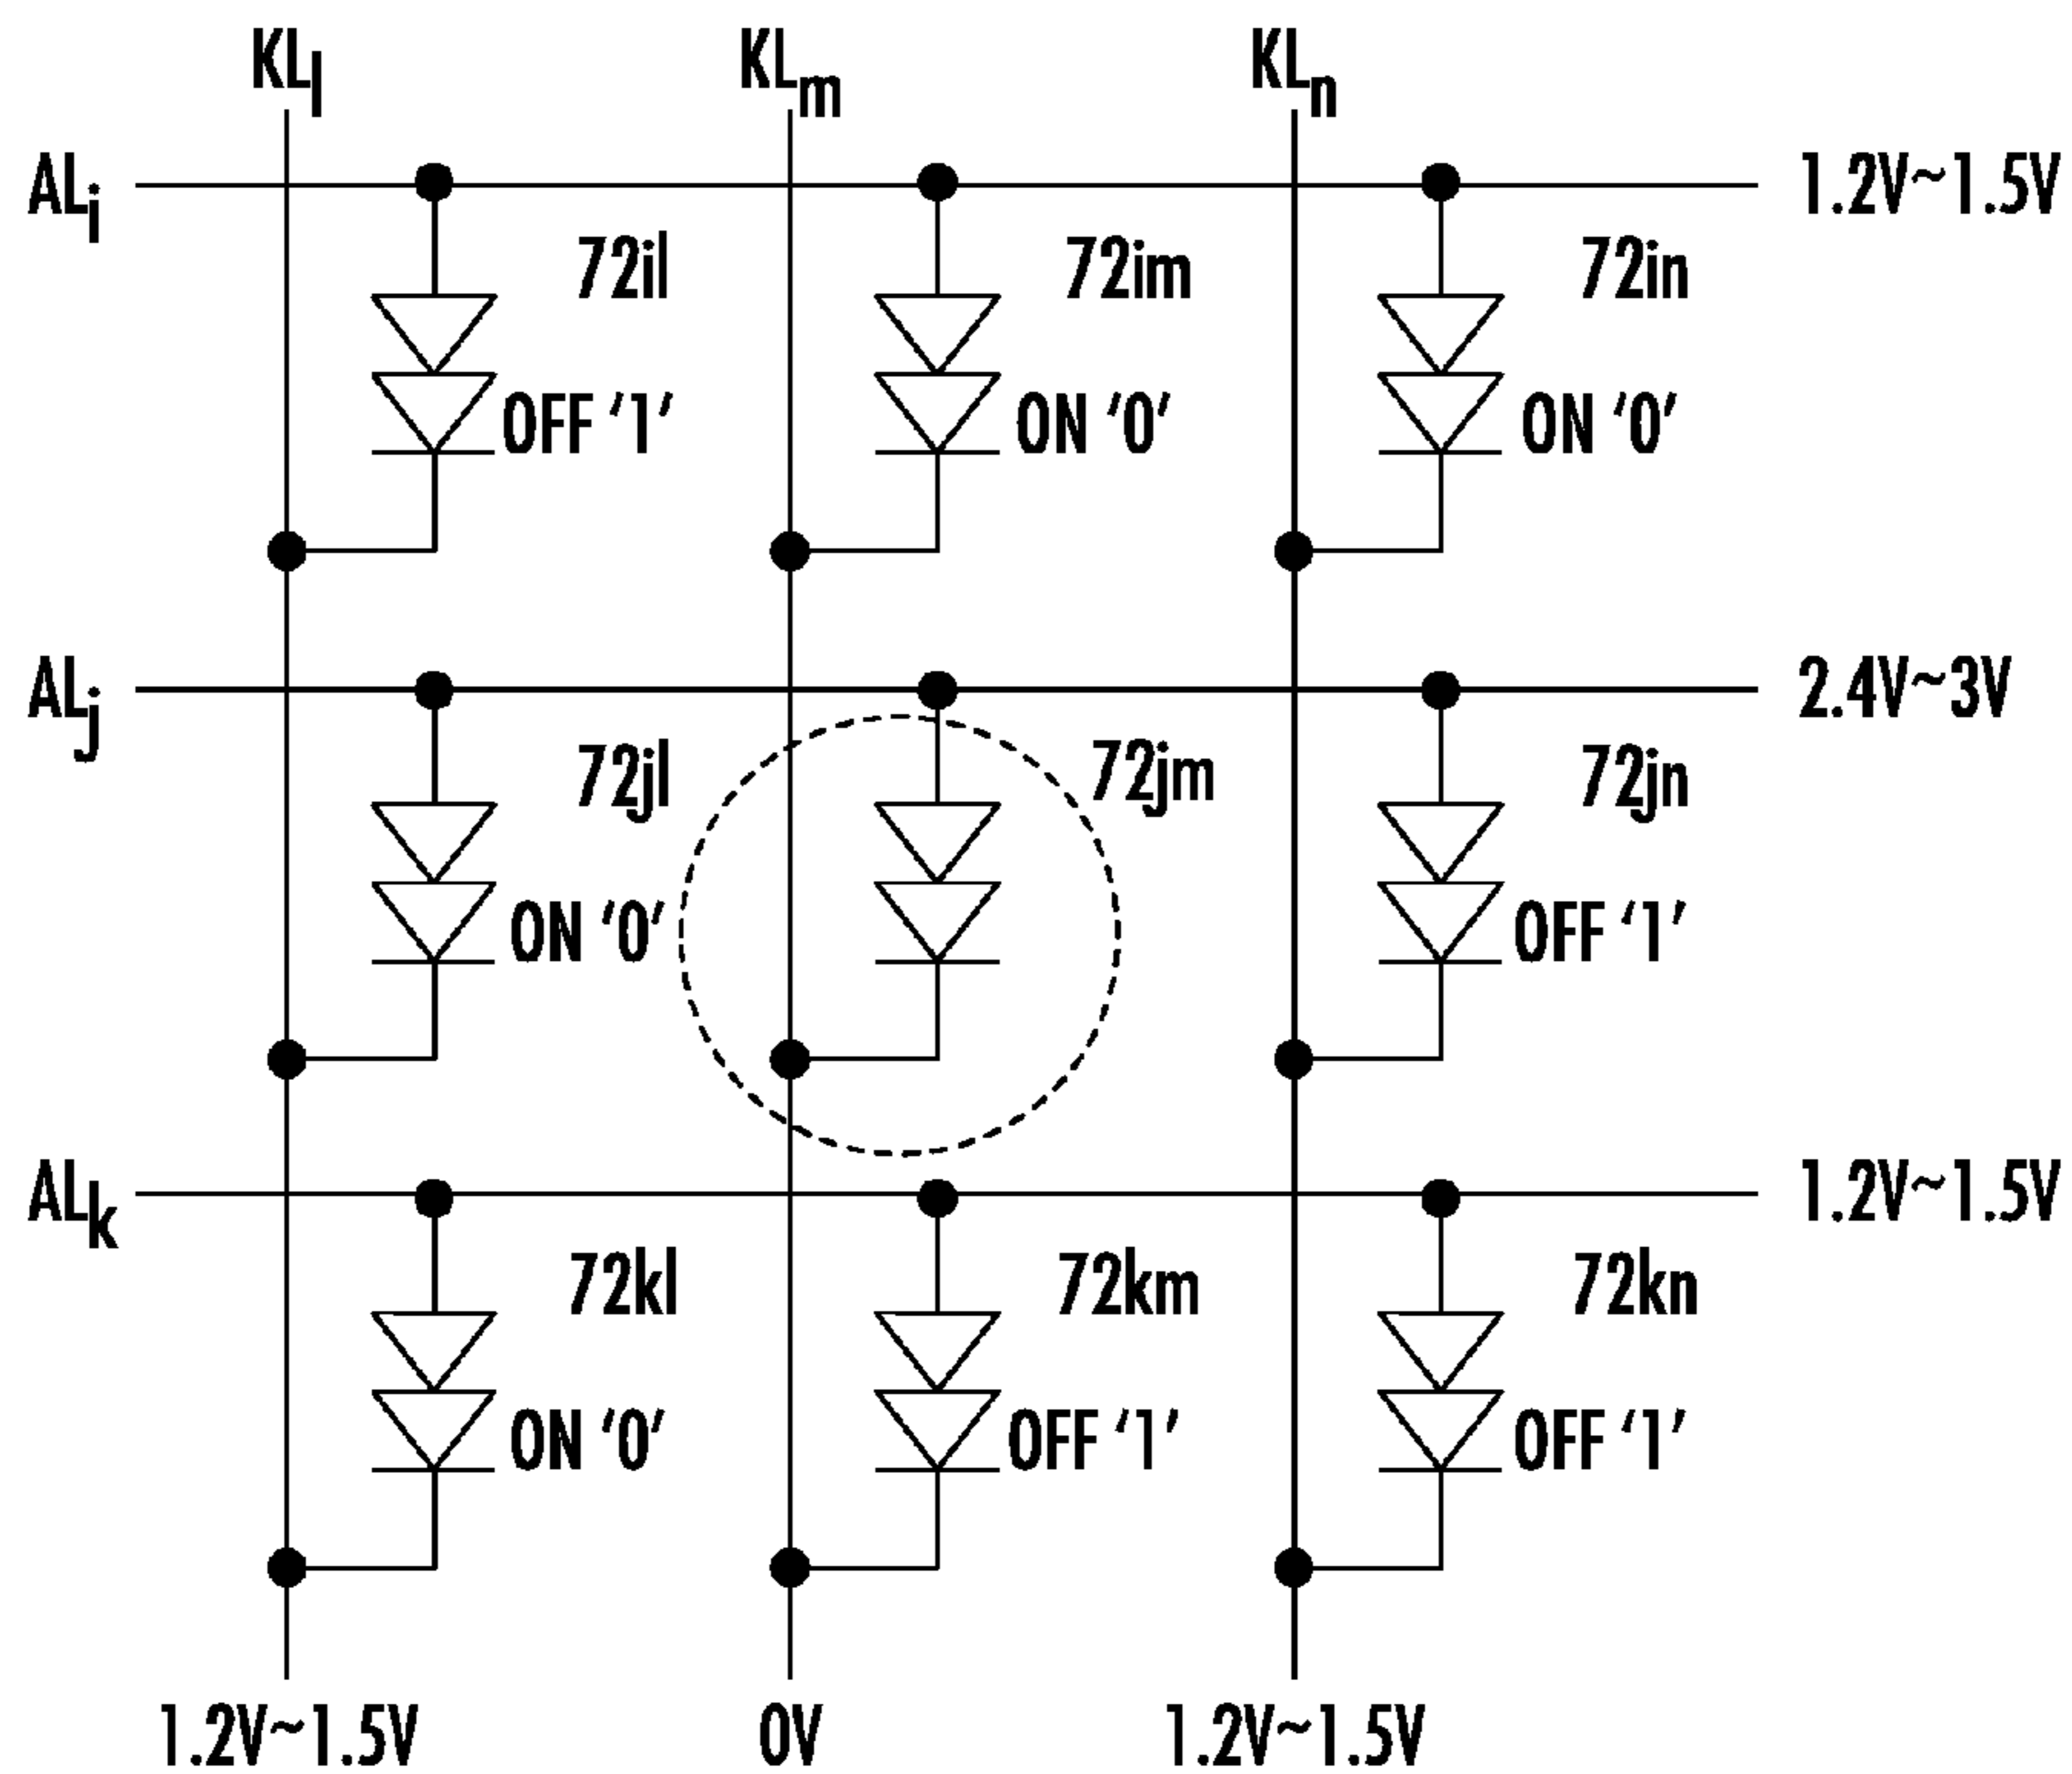 KLl KLm KLn
ALi 1.2V~1.5V
72il 72im 72in
OFF '1' ON '0' ON '0'
ALj 2.4V~3V
72jl 72jm 72jn
ON '0' OFF '1'
ALk 1.2V~1.5V
72kl 72km 72kn
ON '0' OFF '1' OFF '1'
1.2V~1.5V 0V 1.2V~1.5V